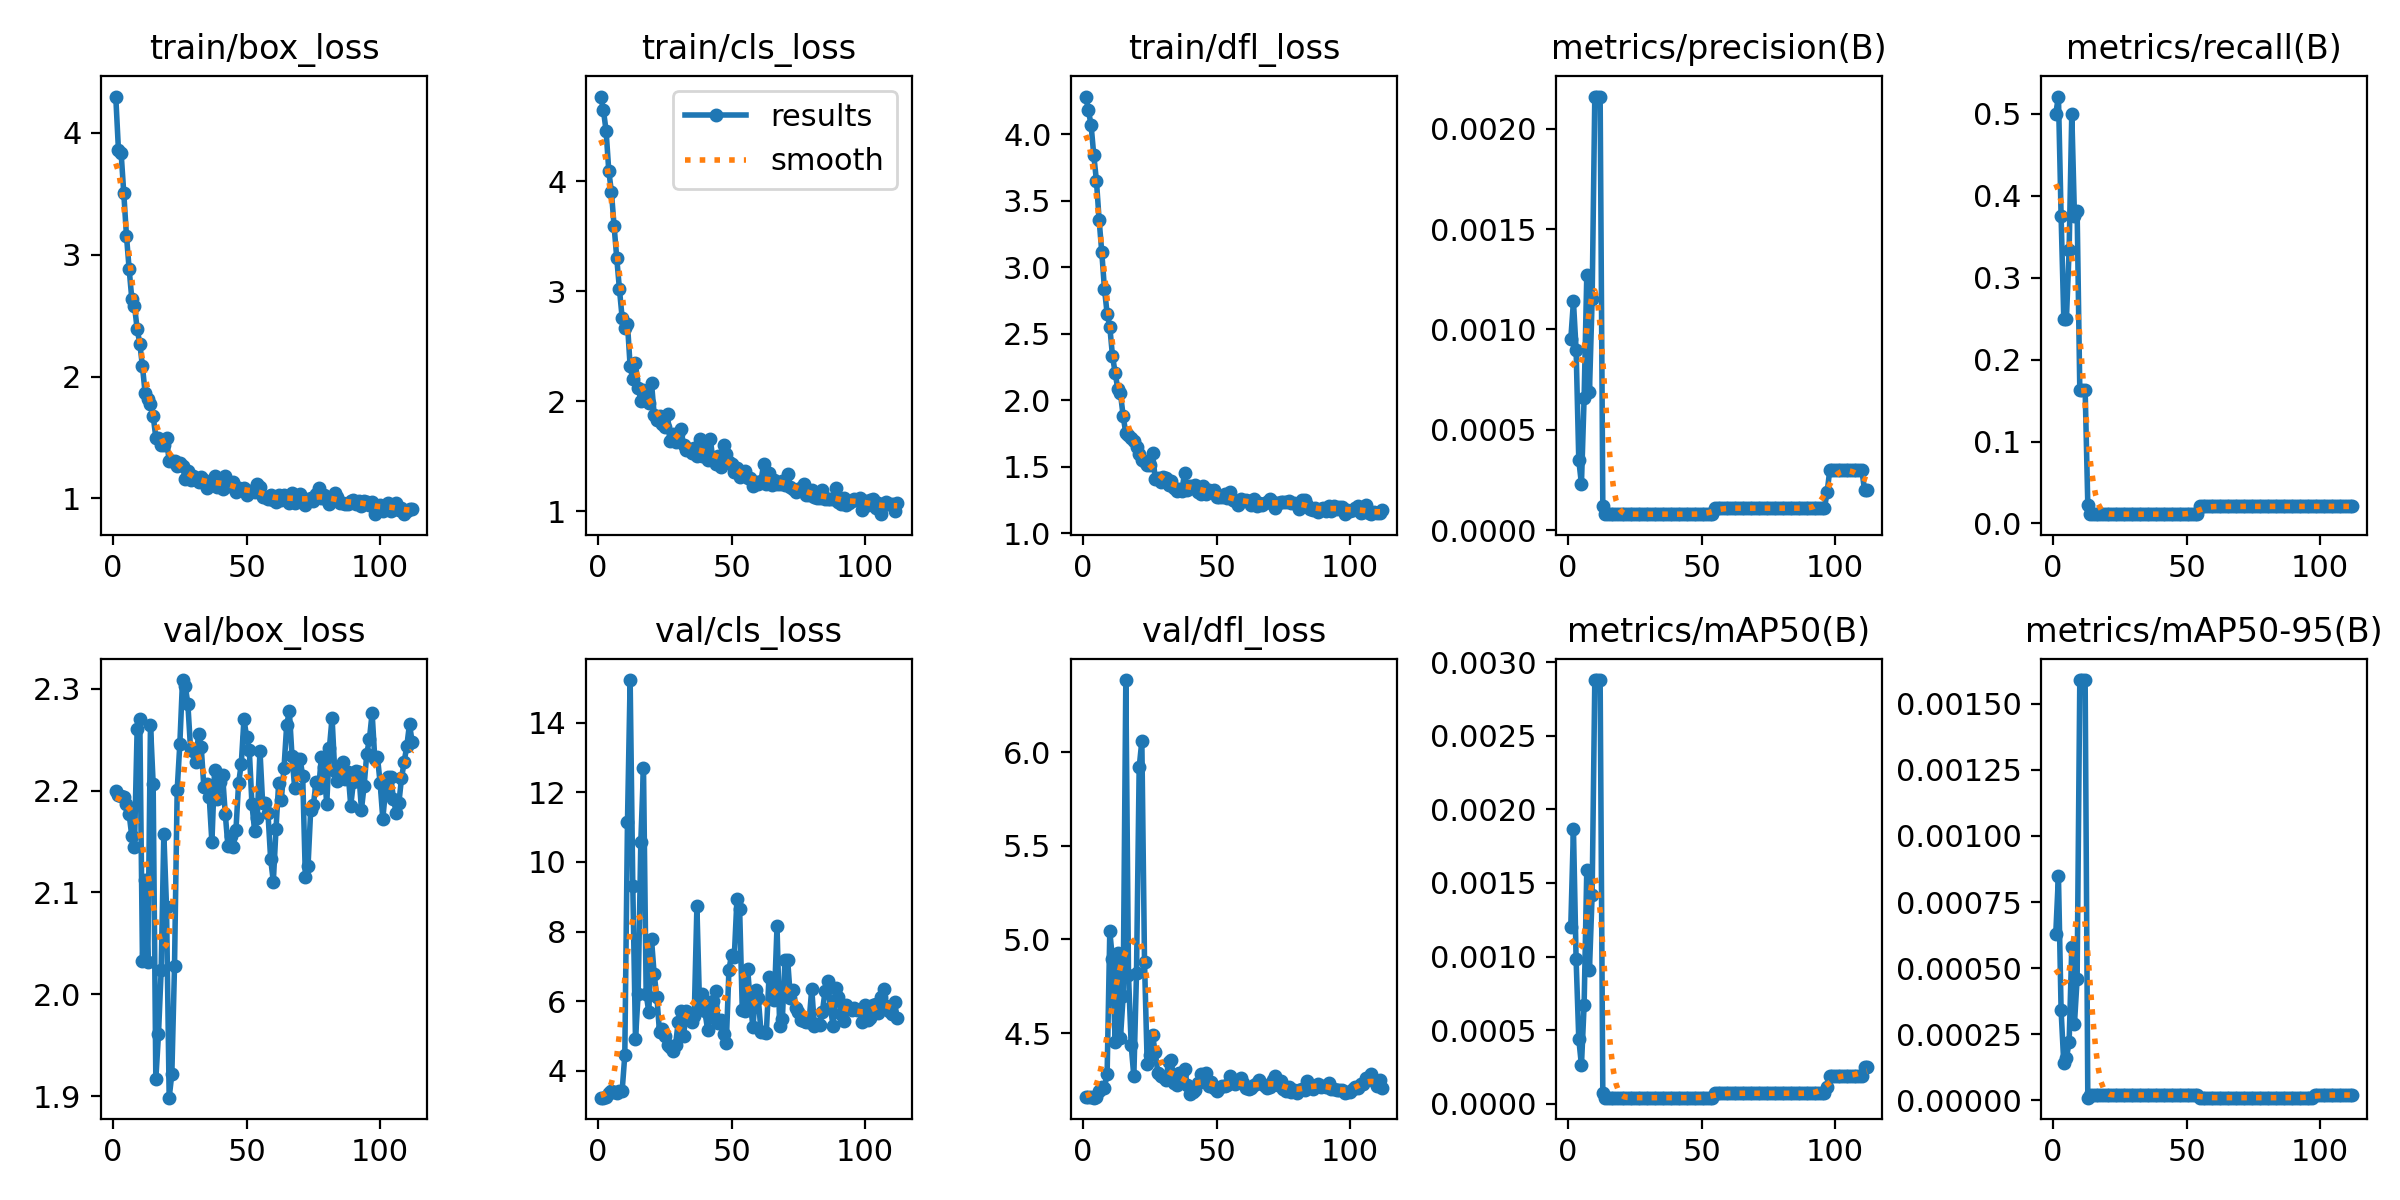 train/box_loss
4
3
2
1
0 50 100
train/cls_loss
results
smooth
4
3
2
1
0 50 100
train/dfl_loss
4.0
3.5
3.0
2.5
2.0
1.5
1.0
0 50 100
metrics/precision(B)
0.0020
0.0015
0.0010
0.0005
0.0000
0 50 100
metrics/recall(B)
0.5
0.4
0.3
0.2
0.1
0.0
0 50 100
val/box_loss
2.3
2.2
2.1
2.0
1.9
0 50 100
val/cls_loss
14
12
10
8
6
4
0 50 100
val/dfl_loss
6.0
5.5
5.0
4.5
0 50 100
metrics/mAP50(B)
0.0030
0.0025
0.0020
0.0015
0.0010
0.0005
0.0000
0 50 100
metrics/mAP50-95(B)
0.00150
0.00125
0.00100
0.00075
0.00050
0.00025
0.00000
0 50 100